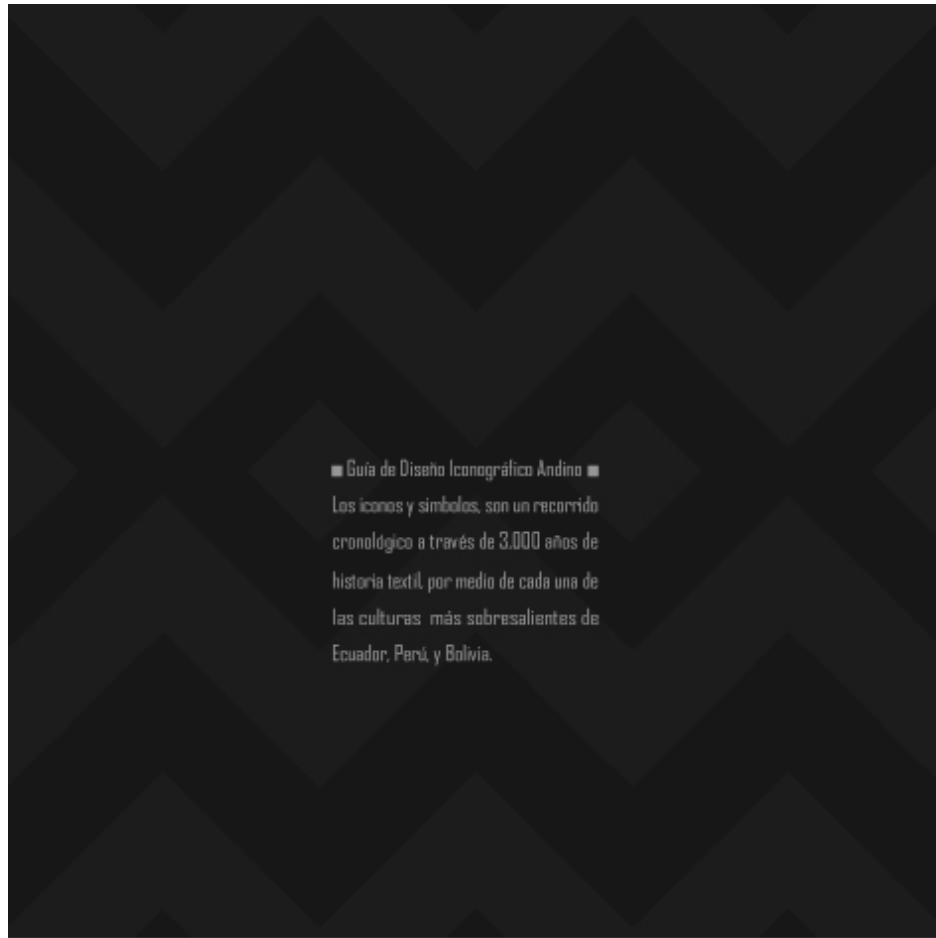 ■ Guía de Diseño Iconográfico Andino ■
Los iconos y simbolos, son un recorrido
cronológico a través de 3.000 años de
historia textil, por medio de cada una de
las culturas más sobresalientes de
Ecuador, Perú, y Bolivia.